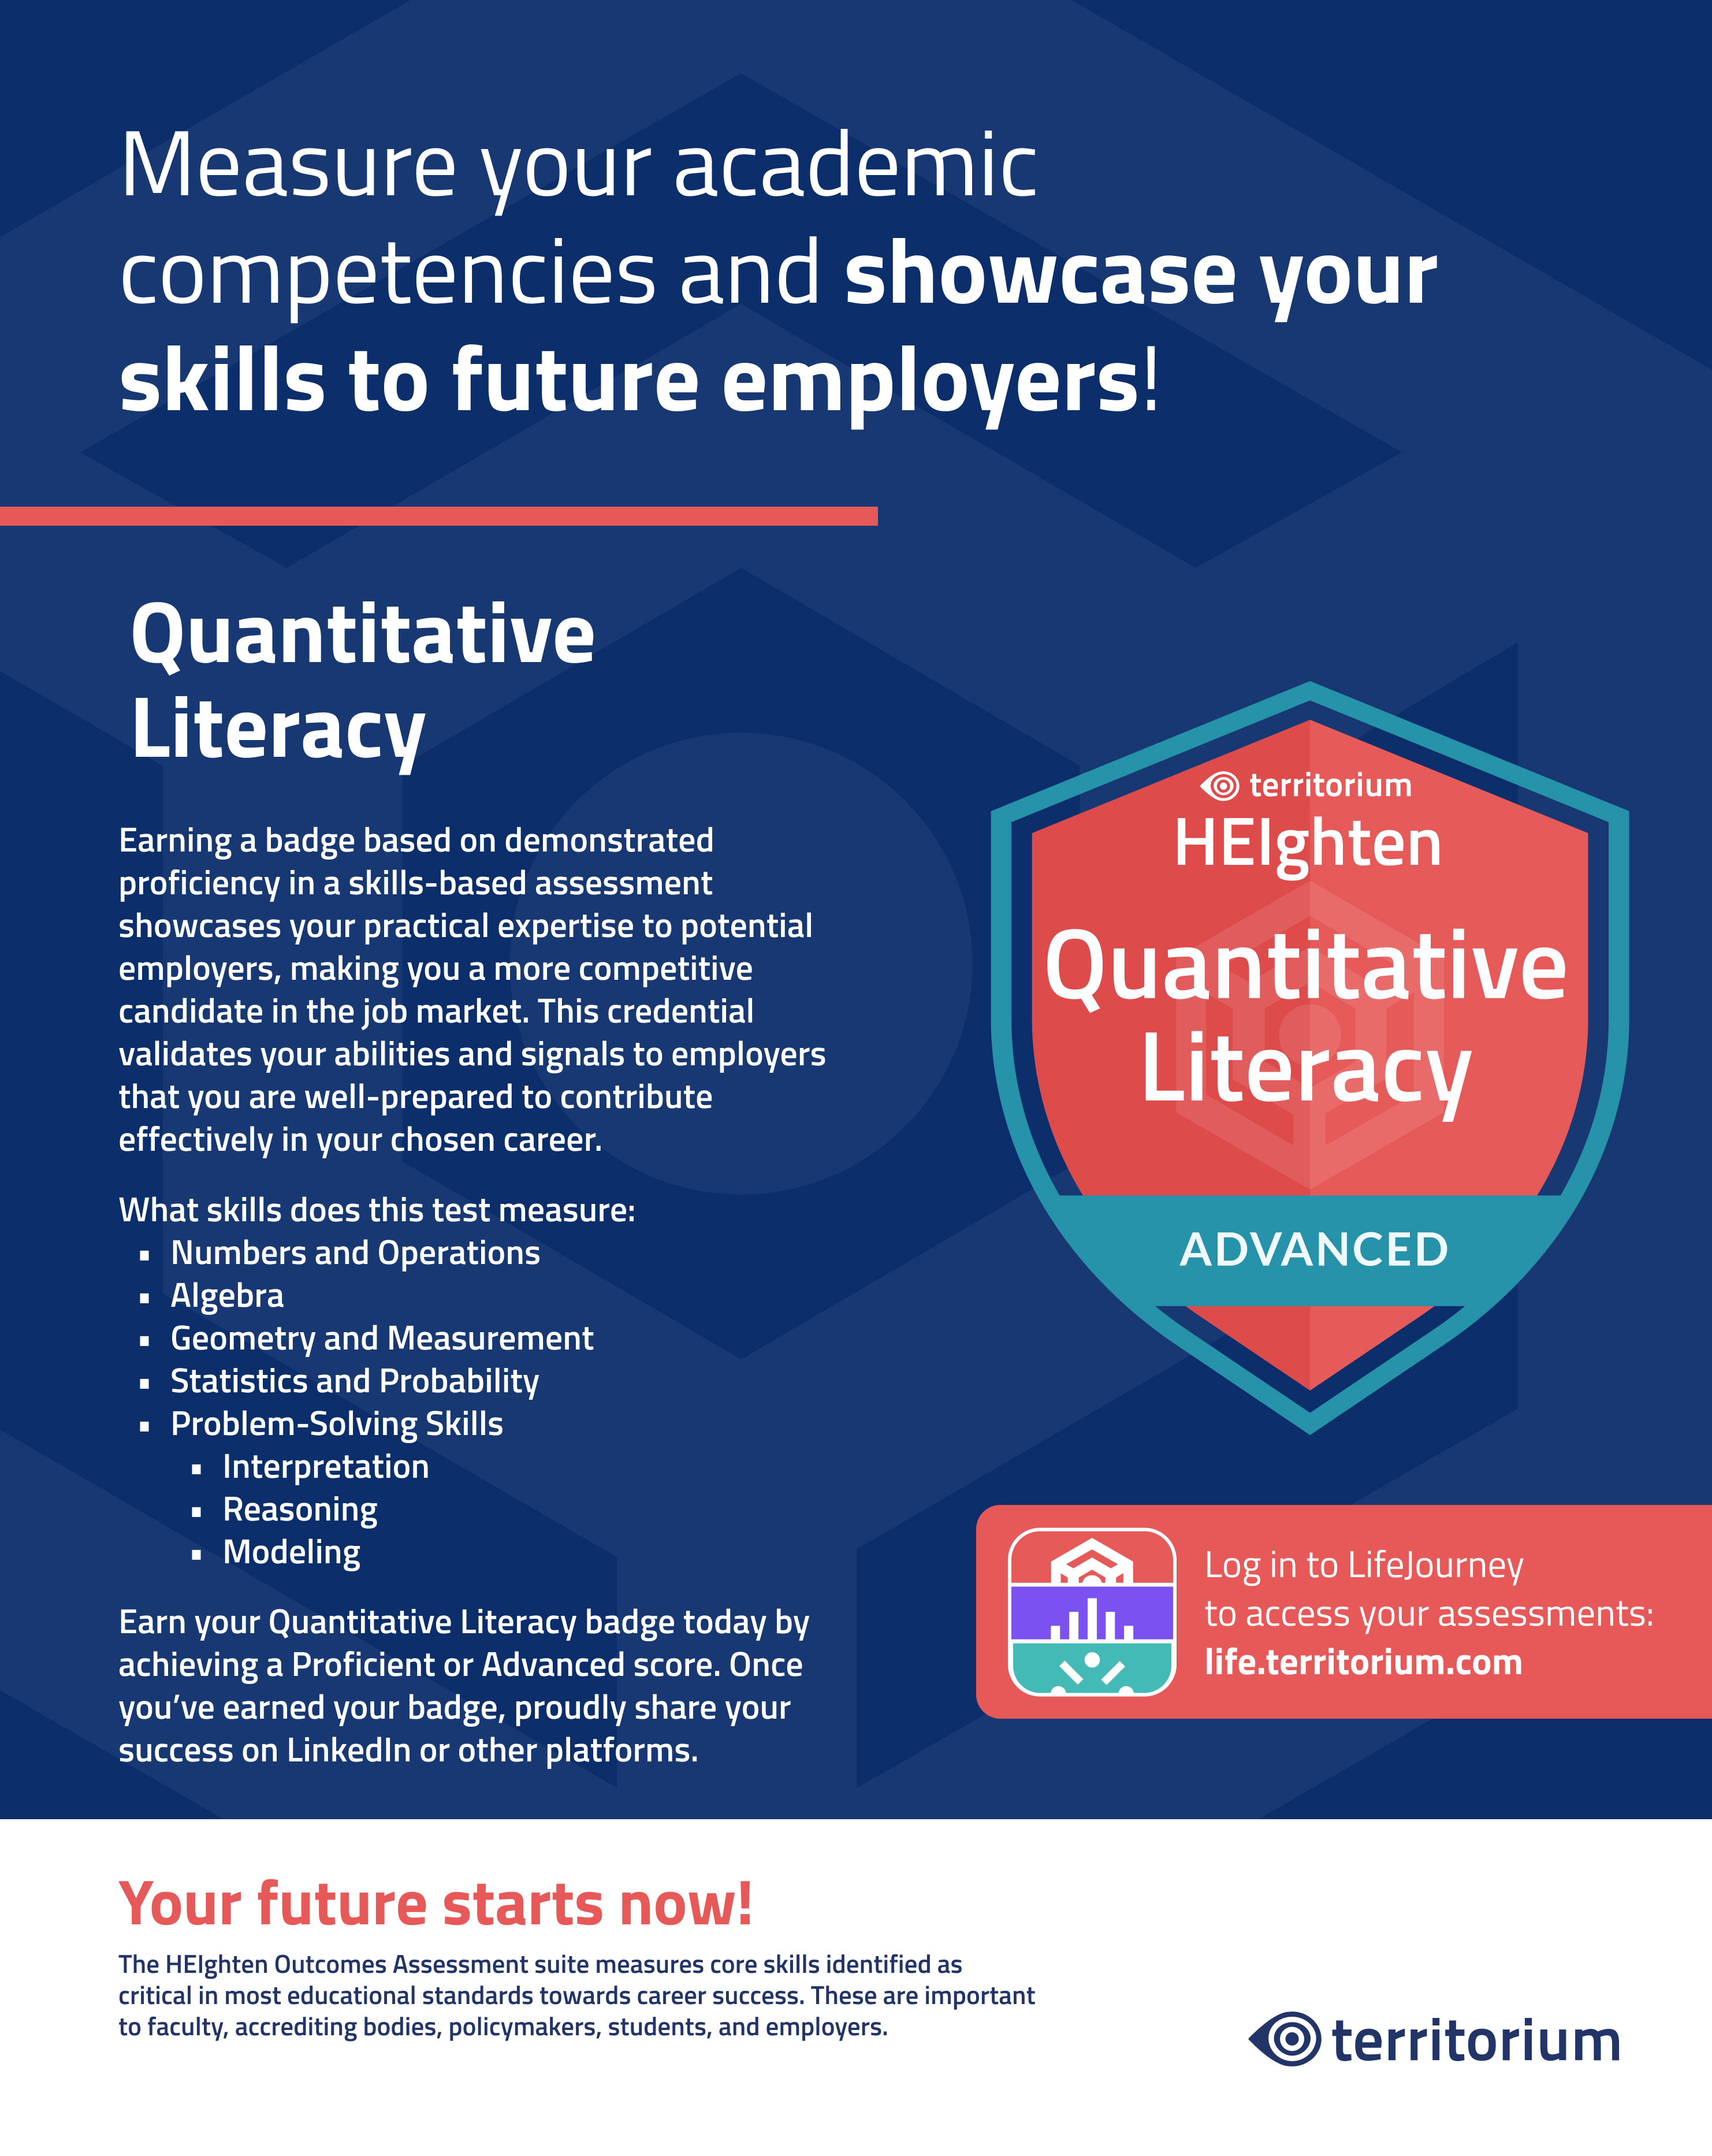 Measure your academic
competencies and showcase your
skills to future employers!
Quantitative
Literacy
Earning a badge based on demonstrated
proficiency in a skills-based assessment
showcases your practical expertise to potential
employers, making you a more competitive
candidate in the job market. This credential
validates your abilities and signals to employers
that you are well-prepared to contribute
effectively in your chosen career.
What skills does this test measure:
▪ Numbers and Operations
▪ Algebra
▪ Geometry and Measurement
▪ Statistics and Probability
▪ Problem-Solving Skills
▪ Interpretation
▪ Reasoning
▪ Modeling
Earn your Quantitative Literacy badge today by
achieving a Proficient or Advanced score. Once
you’ve earned your badge, proudly share your
success on LinkedIn or other platforms.
territorium
HEIghten
Quantitative
Literacy
ADVANCED
Log in to LifeJourney
to access your assessments:
life.territorium.com
Your future starts now!
The HEIghten Outcomes Assessment suite measures core skills identified as
critical in most educational standards towards career success. These are important
to faculty, accrediting bodies, policymakers, students, and employers.
territorium